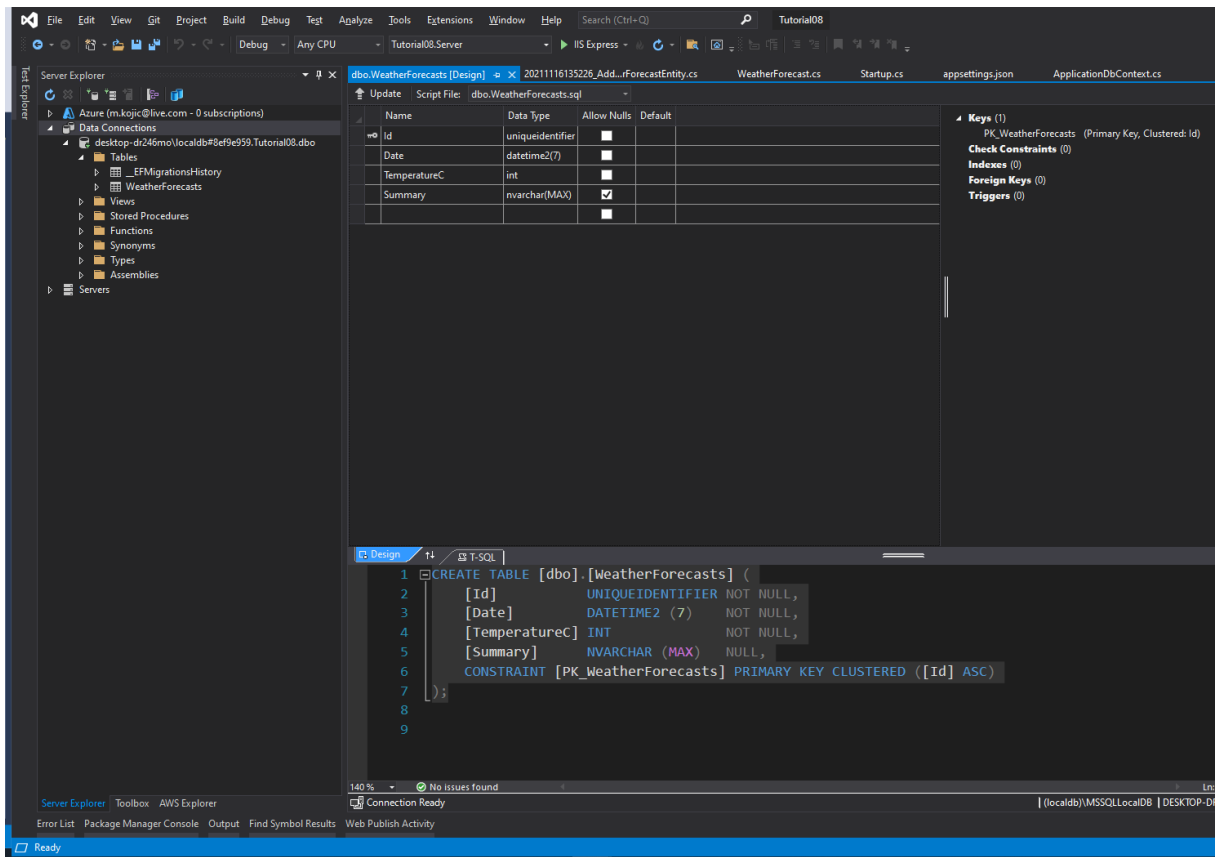 File Edit View Git Project Build Debug Test Analyze Tools Extensions Window Help Search (Ctrl+Q) Tutorial08
Debug Any CPU Tutorial08.Server IIS Express
Test Explorer
Server Explorer
Azure (m.kojic@live.com - 0 subscriptions)
Data Connections
desktop-dr246mo\localdb#8ef9e959.Tutorial08.dbo
Tables
__EFMigrationsHistory
WeatherForecasts
Views
Stored Procedures
Functions
Synonyms
Types
Assemblies
Servers
dbo.WeatherForecasts [Design] 20211116135226_Add...rForecastEntity.cs WeatherForecast.cs Startup.cs appsettings.json ApplicationDbContext.cs
Update Script File: dbo.WeatherForecasts.sql
Name Data Type Allow Nulls Default
Id uniqueidentifier
Date datetime2(7)
TemperatureC int
Summary nvarchar(MAX)
Keys (1)
PK_WeatherForecasts (Primary Key, Clustered: Id)
Check Constraints (0)
Indexes (0)
Foreign Keys (0)
Triggers (0)
Design T-SQL
1 CREATE TABLE [dbo].[WeatherForecasts] (
2 [Id] UNIQUEIDENTIFIER NOT NULL,
3 [Date] DATETIME2 (7) NOT NULL,
4 [TemperatureC] INT NOT NULL,
5 [Summary] NVARCHAR (MAX) NULL,
6 CONSTRAINT [PK_WeatherForecasts] PRIMARY KEY CLUSTERED ([Id] ASC)
7 );
8
9
140 % No issues found Ln:
Connection Ready (localdb)\MSSQLLocalDB DESKTOP-DR
Server Explorer Toolbox AWS Explorer
Error List Package Manager Console Output Find Symbol Results Web Publish Activity
Ready